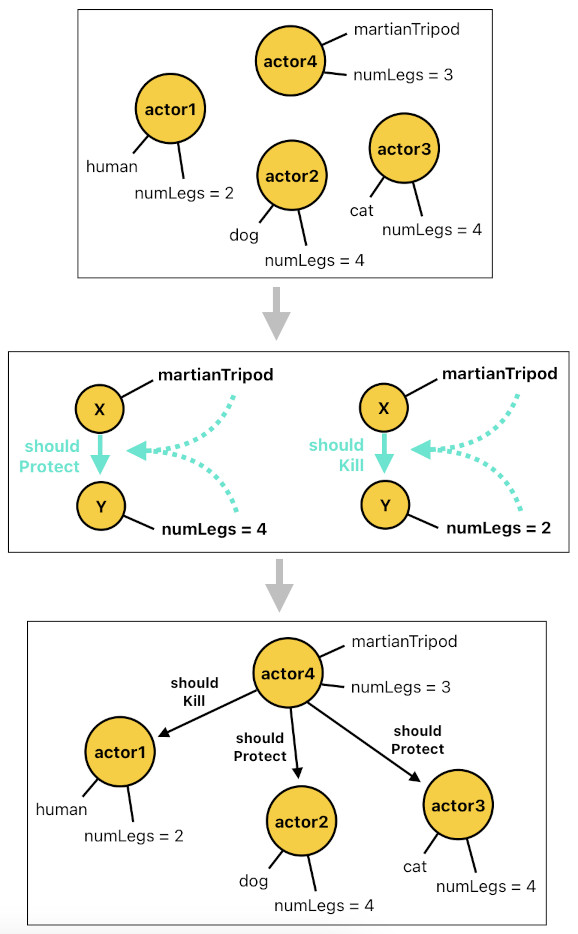 martianTripod
actor4
numLegs = 3
actor1
human
numLegs = 2
actor3
cat
numLegs = 4
actor2
dog
numLegs = 4
martianTripod
X
should
Protect
Y
numLegs = 4
martianTripod
X
should
Kill
Y
numLegs = 2
martianTripod
actor4
numLegs = 3
should
Kill
should
Protect
should
Protect
actor1
human
numLegs = 2
actor2
dog
numLegs = 4
actor3
cat
numLegs = 4